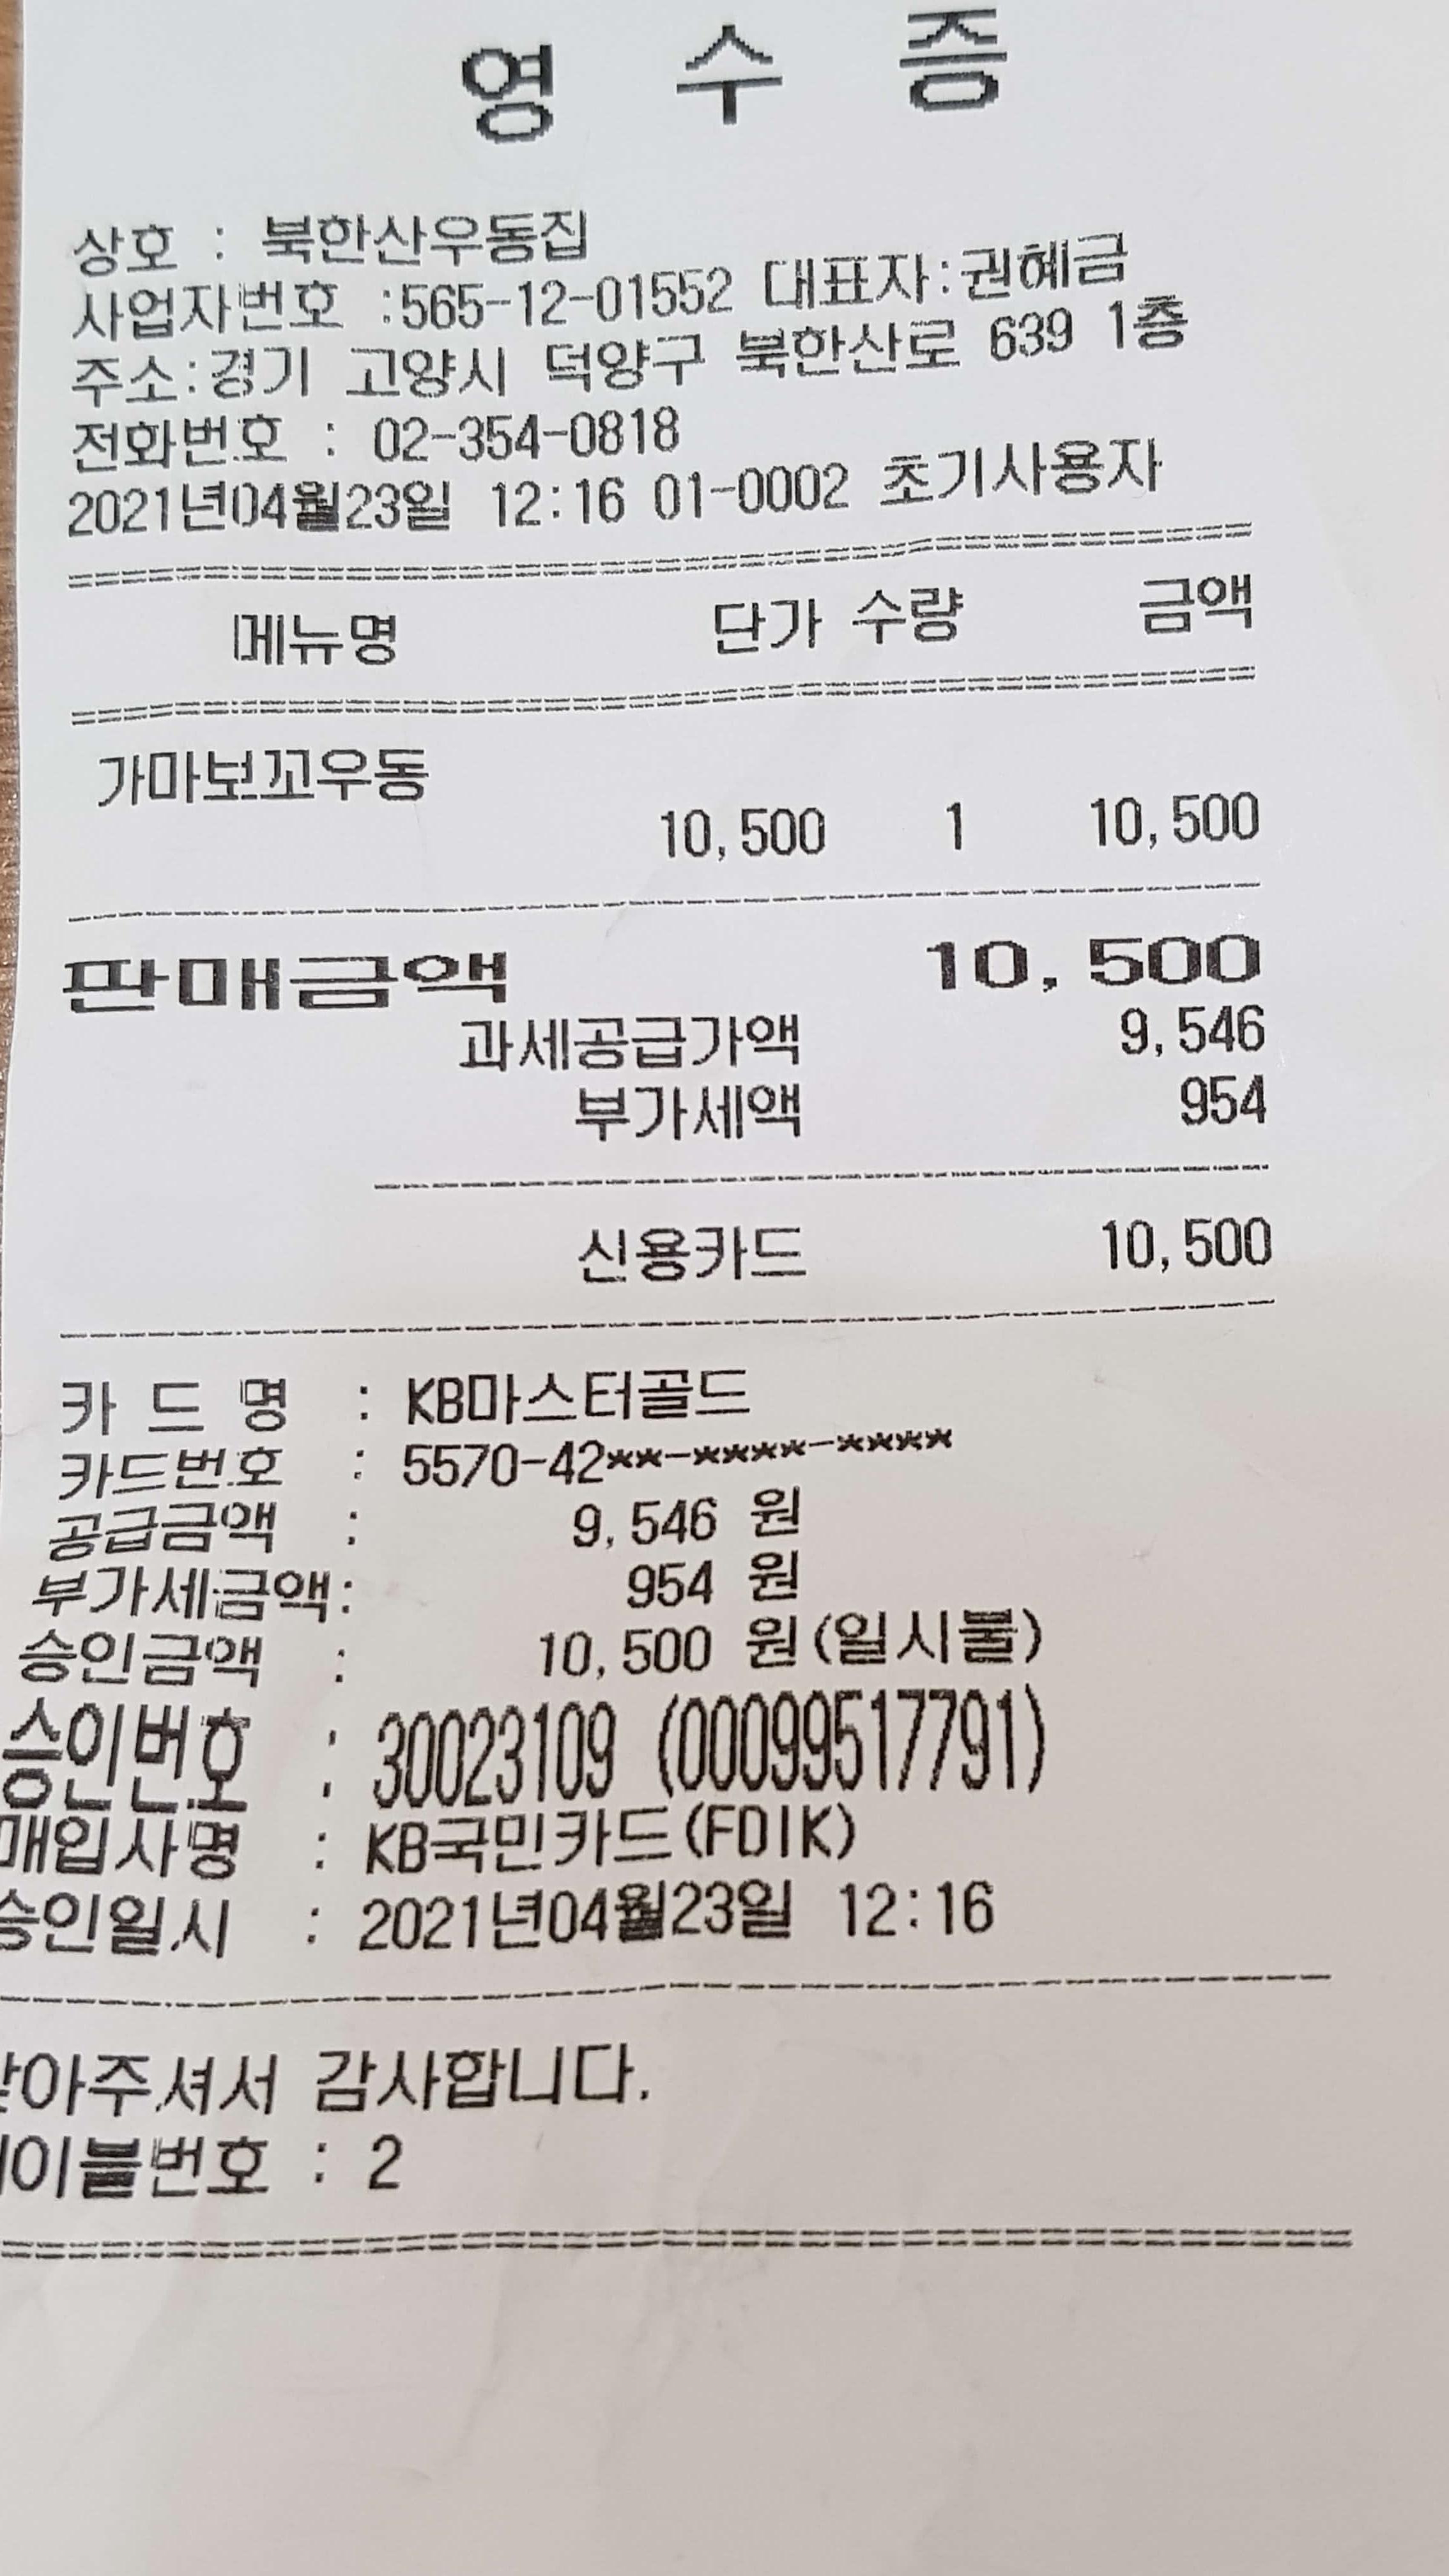 영 수 증
상호 : 북한산우동집
사업자번호 :565-12-01552 대표자:권혜금
주소:경기 고양시 덕양구 북한산로 639 1층
전화번호 : 02-354-0818
2021년04월23일 12:16 01-0002 초기사용자
메뉴명 단가 수량 금액
가마보꼬우동
10,500 1 10,500
판매금액 10,500
과세공급가액 9,546
부가세액 954
신용카드 10,500
카 드 명 : KB마스터골드
카드번호 : 5570-42**-****-****
공급금액 : 9,546 원
부가세금액: 954 원
승인금액 : 10,500 원(일시불)
승인번호 : 30023109 (00099517791)
매입사명 : KB국민카드(FDIK)
승인일시 : 2021년04월23일 12:16
찾아주셔서 감사합니다.
테이블번호 : 2